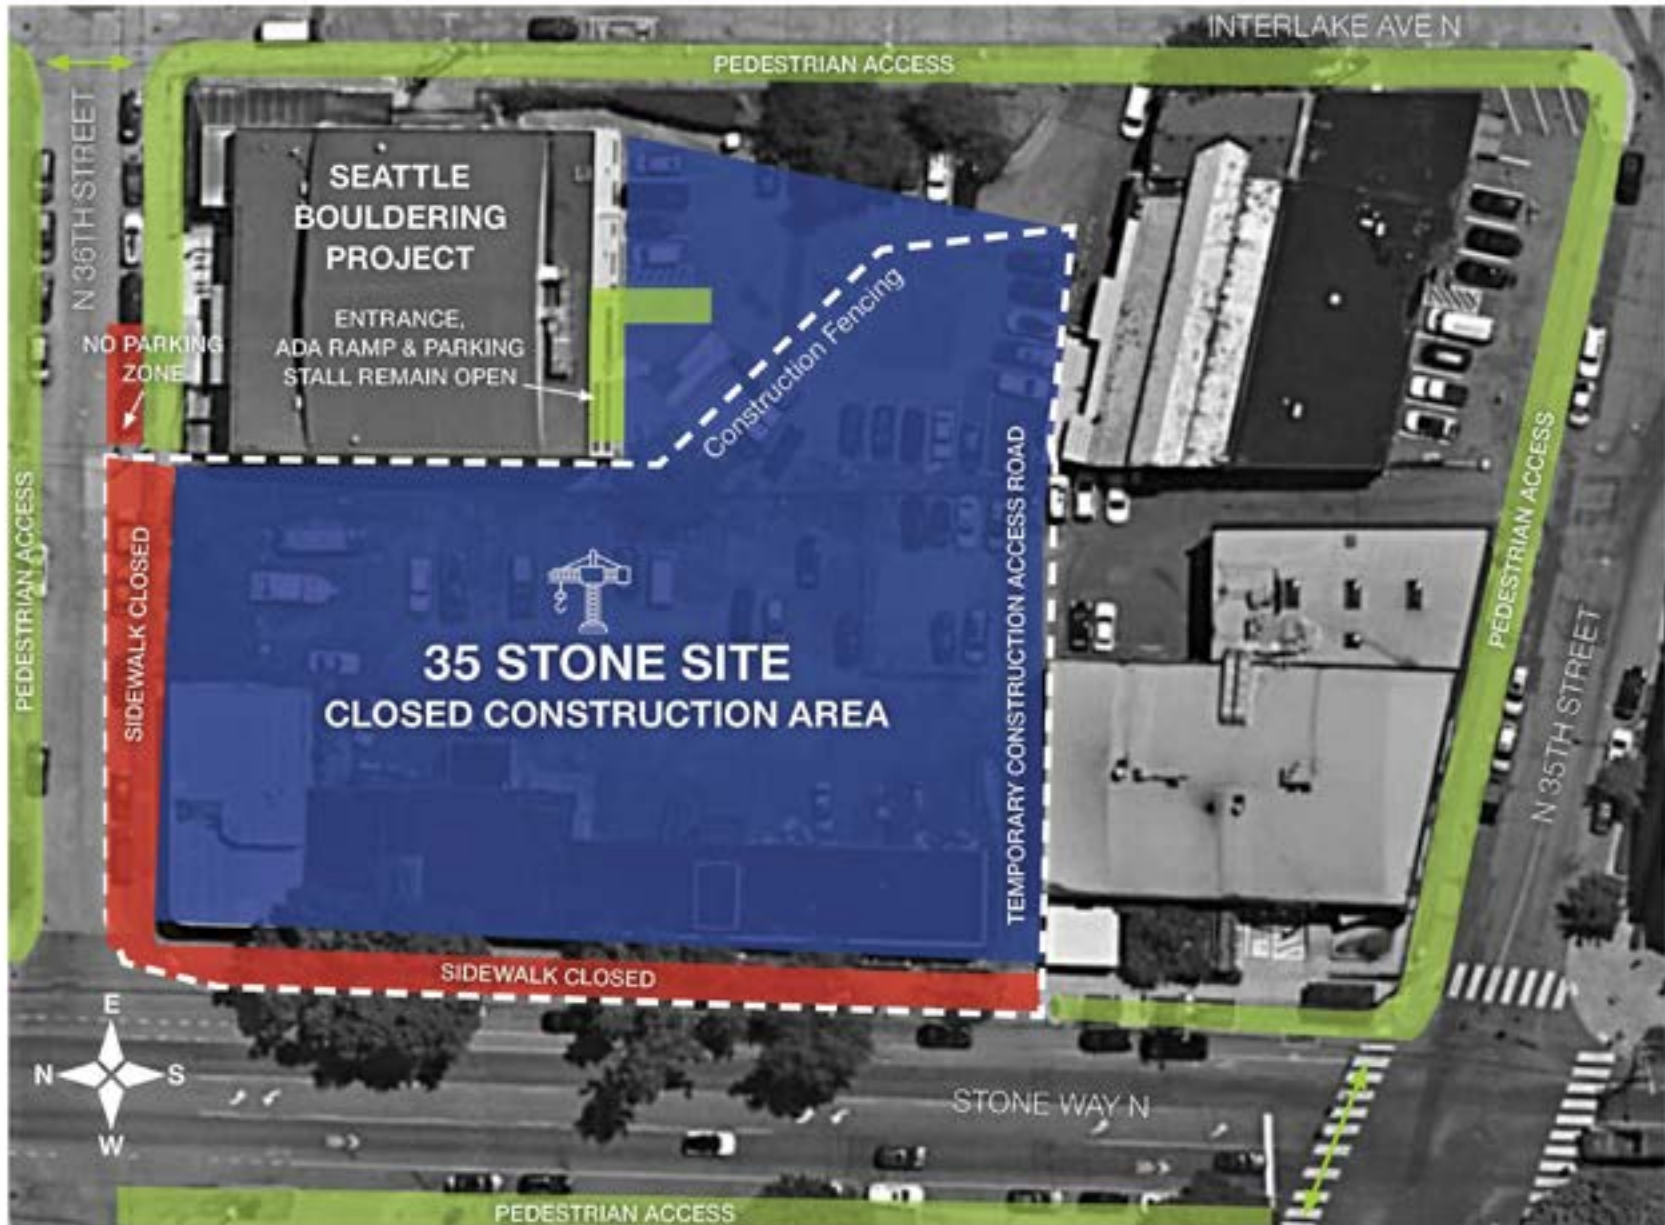 INTERLAKE AVE N
PEDESTRIAN ACCESS
N 36TH STREET
SEATTLE
BOULDERING
PROJECT
ENTRANCE,
ADA RAMP & PARKING
STALL REMAIN OPEN
NO PARKING
ZONE
Construction Fencing
PEDESTRIAN ACCESS
SIDEWALK CLOSED
35 STONE SITE
CLOSED CONSTRUCTION AREA
TEMPORARY CONSTRUCTION ACCESS ROAD
PEDESTRIAN ACCESS
N 35TH STREET
SIDEWALK CLOSED
E
N
S
W
STONE WAY N
PEDESTRIAN ACCESS